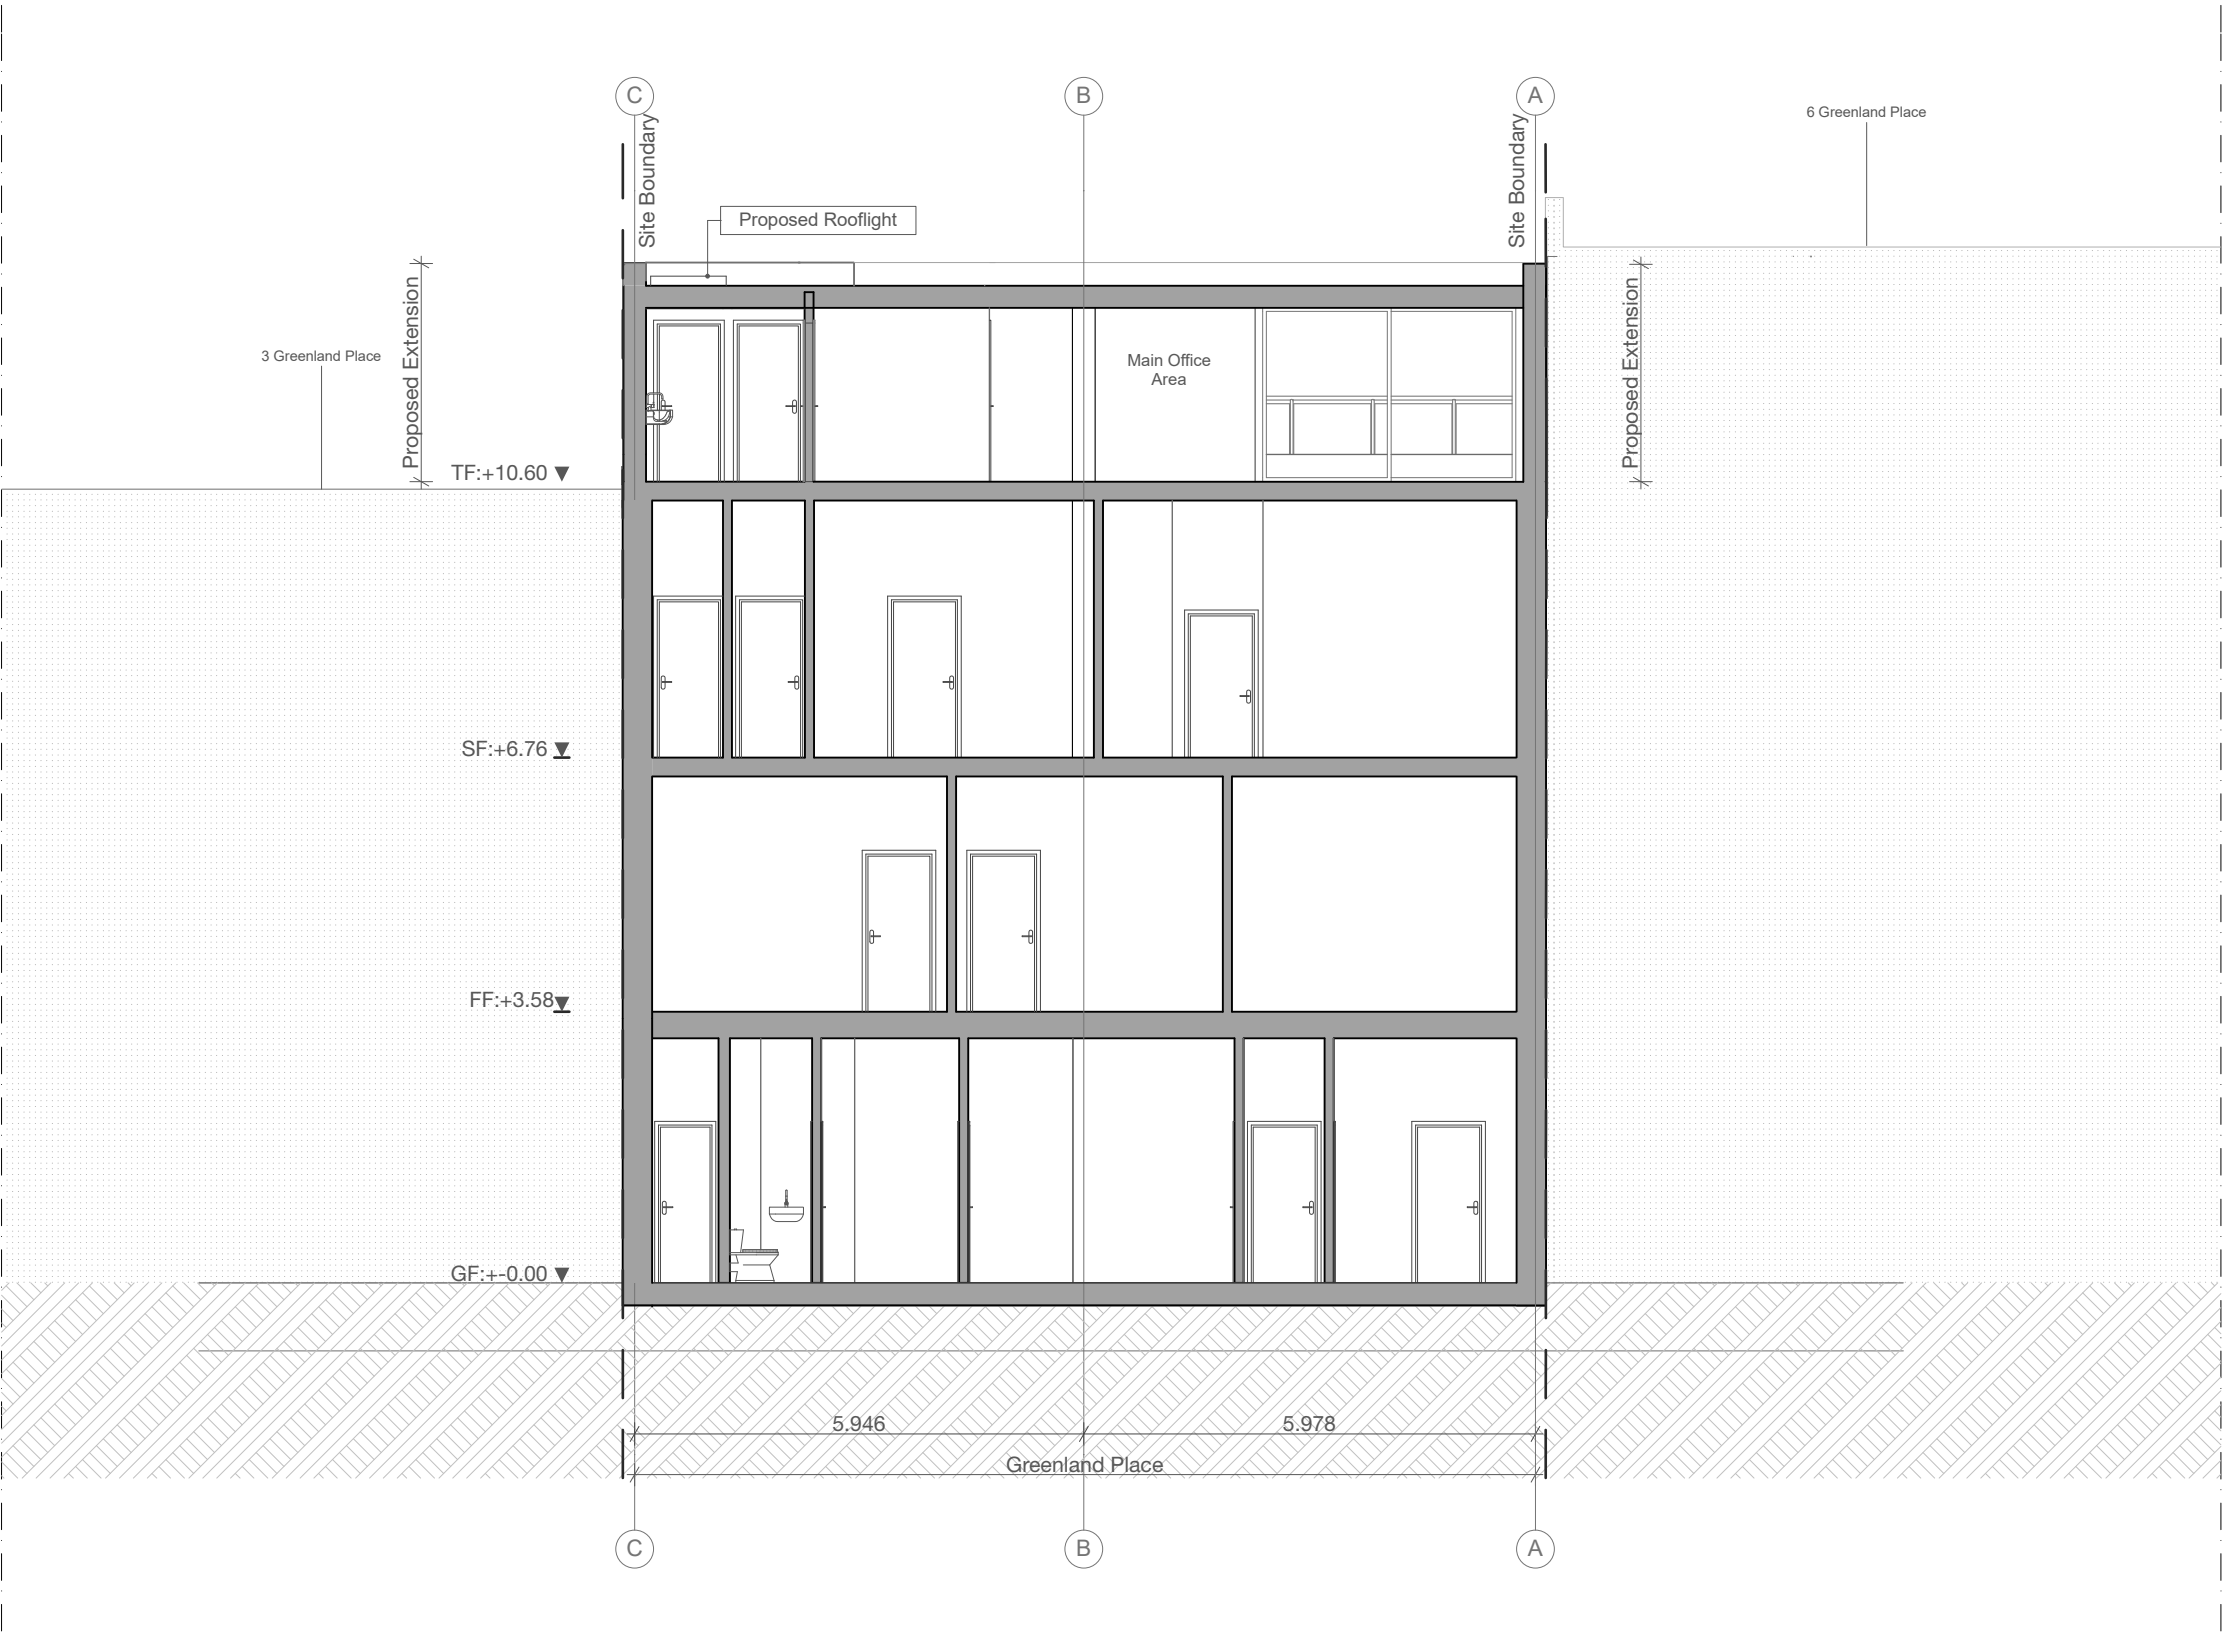 C
B
A
Site Boundary
Site Boundary
6 Greenland Place
Proposed Rooflight
Proposed Extension
Proposed Extension
3 Greenland Place
Main Office
Area
TF:+10.60
SF:+6.76
FF:+3.58
GF:+-0.00
5.946
5.978
Greenland Place
C
B
A